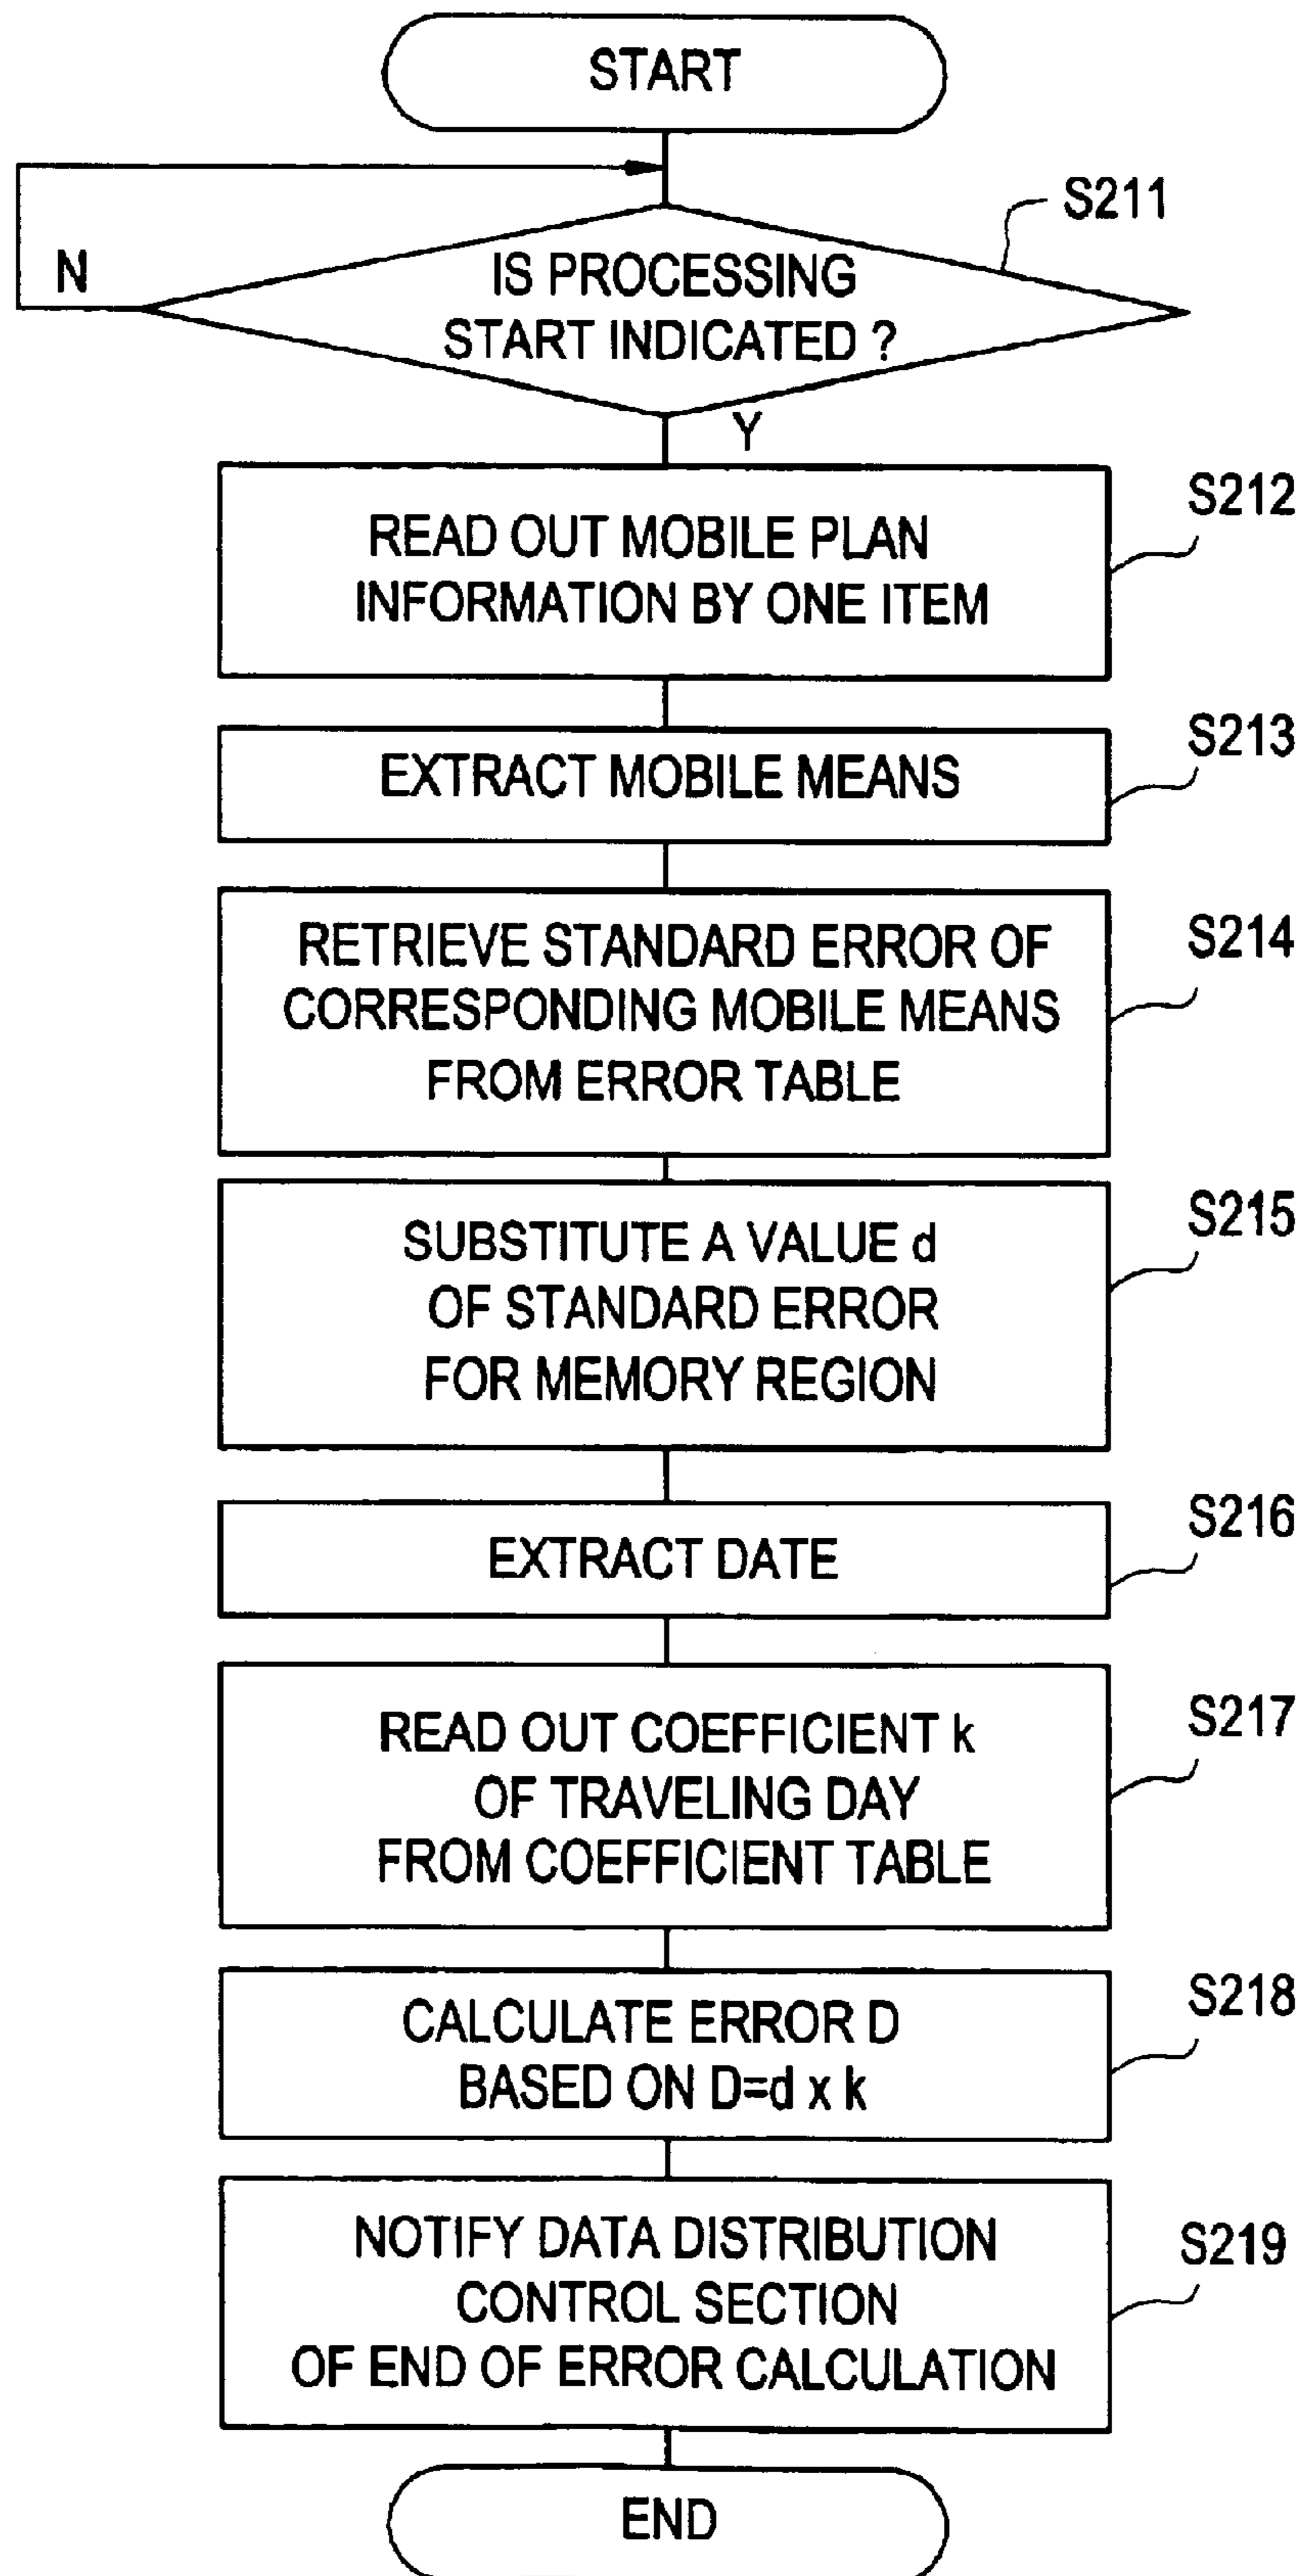 START
S211
N
IS PROCESSING
START INDICATED ?
Y
S212
READ OUT MOBILE PLAN
INFORMATION BY ONE ITEM
S213
EXTRACT MOBILE MEANS
S214
RETRIEVE STANDARD ERROR OF
CORRESPONDING MOBILE MEANS
FROM ERROR TABLE
S215
SUBSTITUTE A VALUE d
OF STANDARD ERROR
FOR MEMORY REGION
S216
EXTRACT DATE
S217
READ OUT COEFFICIENT k
OF TRAVELING DAY
FROM COEFFICIENT TABLE
S218
CALCULATE ERROR D
BASED ON D=d x k
S219
NOTIFY DATA DISTRIBUTION
CONTROL SECTION
OF END OF ERROR CALCULATION
END